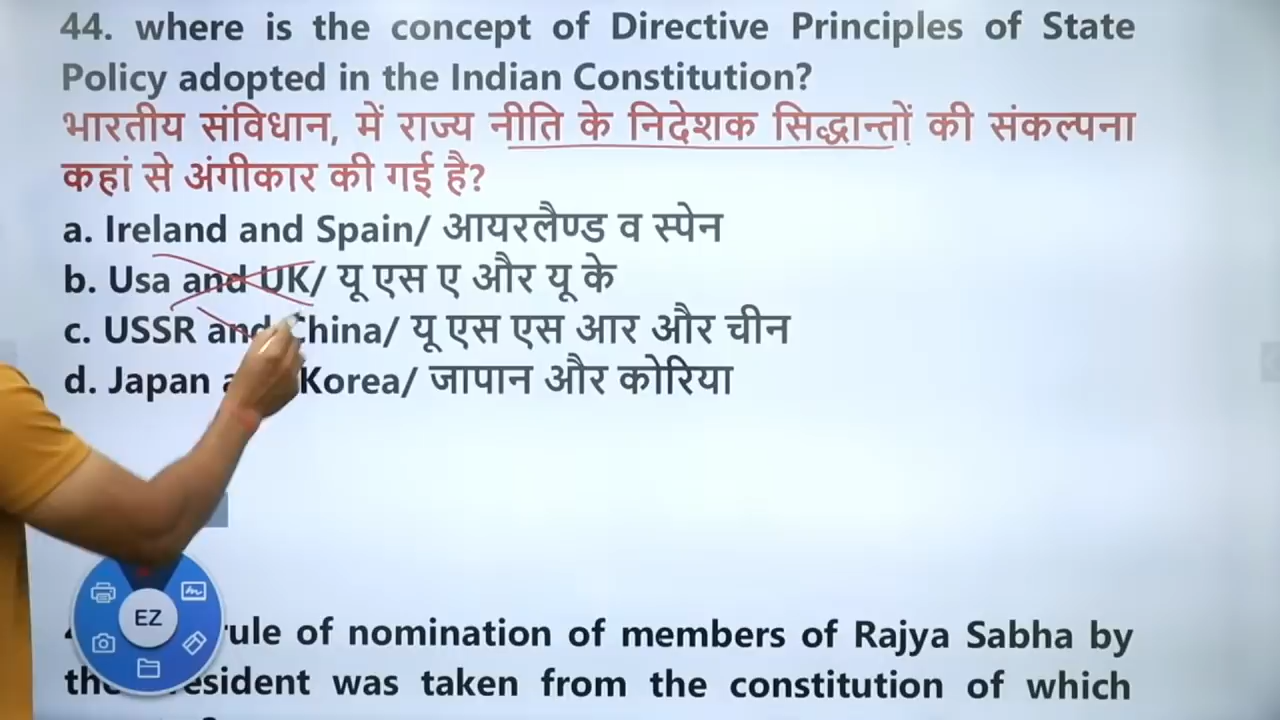 44. where is the concept of Directive Principles of State
Policy adopted in the Indian Constitution?
भारतीय संविधान, में राज्य नीति के निदेशक सिद्धान्तों की संकल्पना
कहां से अंगीकार की गई है?
a. Ireland and Spain/ आयरलैण्ड व स्पेन
b. Usa and UK/ यू एस ए और यू के
c. USSR and China/ यू एस एस आर और चीन
d. Japan Korea/ जापान और कोरिया
EZ
rule of nomination of members of Rajya Sabha by
was taken from the constitution of which